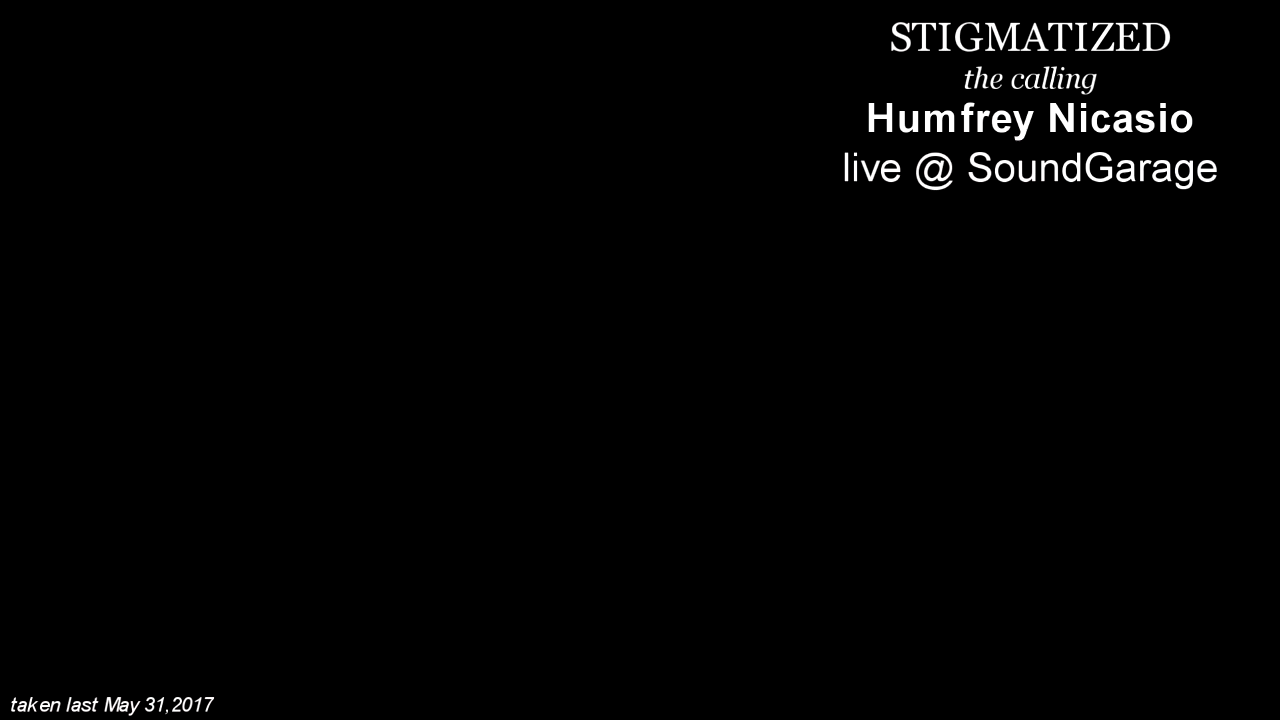 STIGMATIZED
the calling
Humfrey Nicasio
live @ SoundGarage
taken last May 31,2017